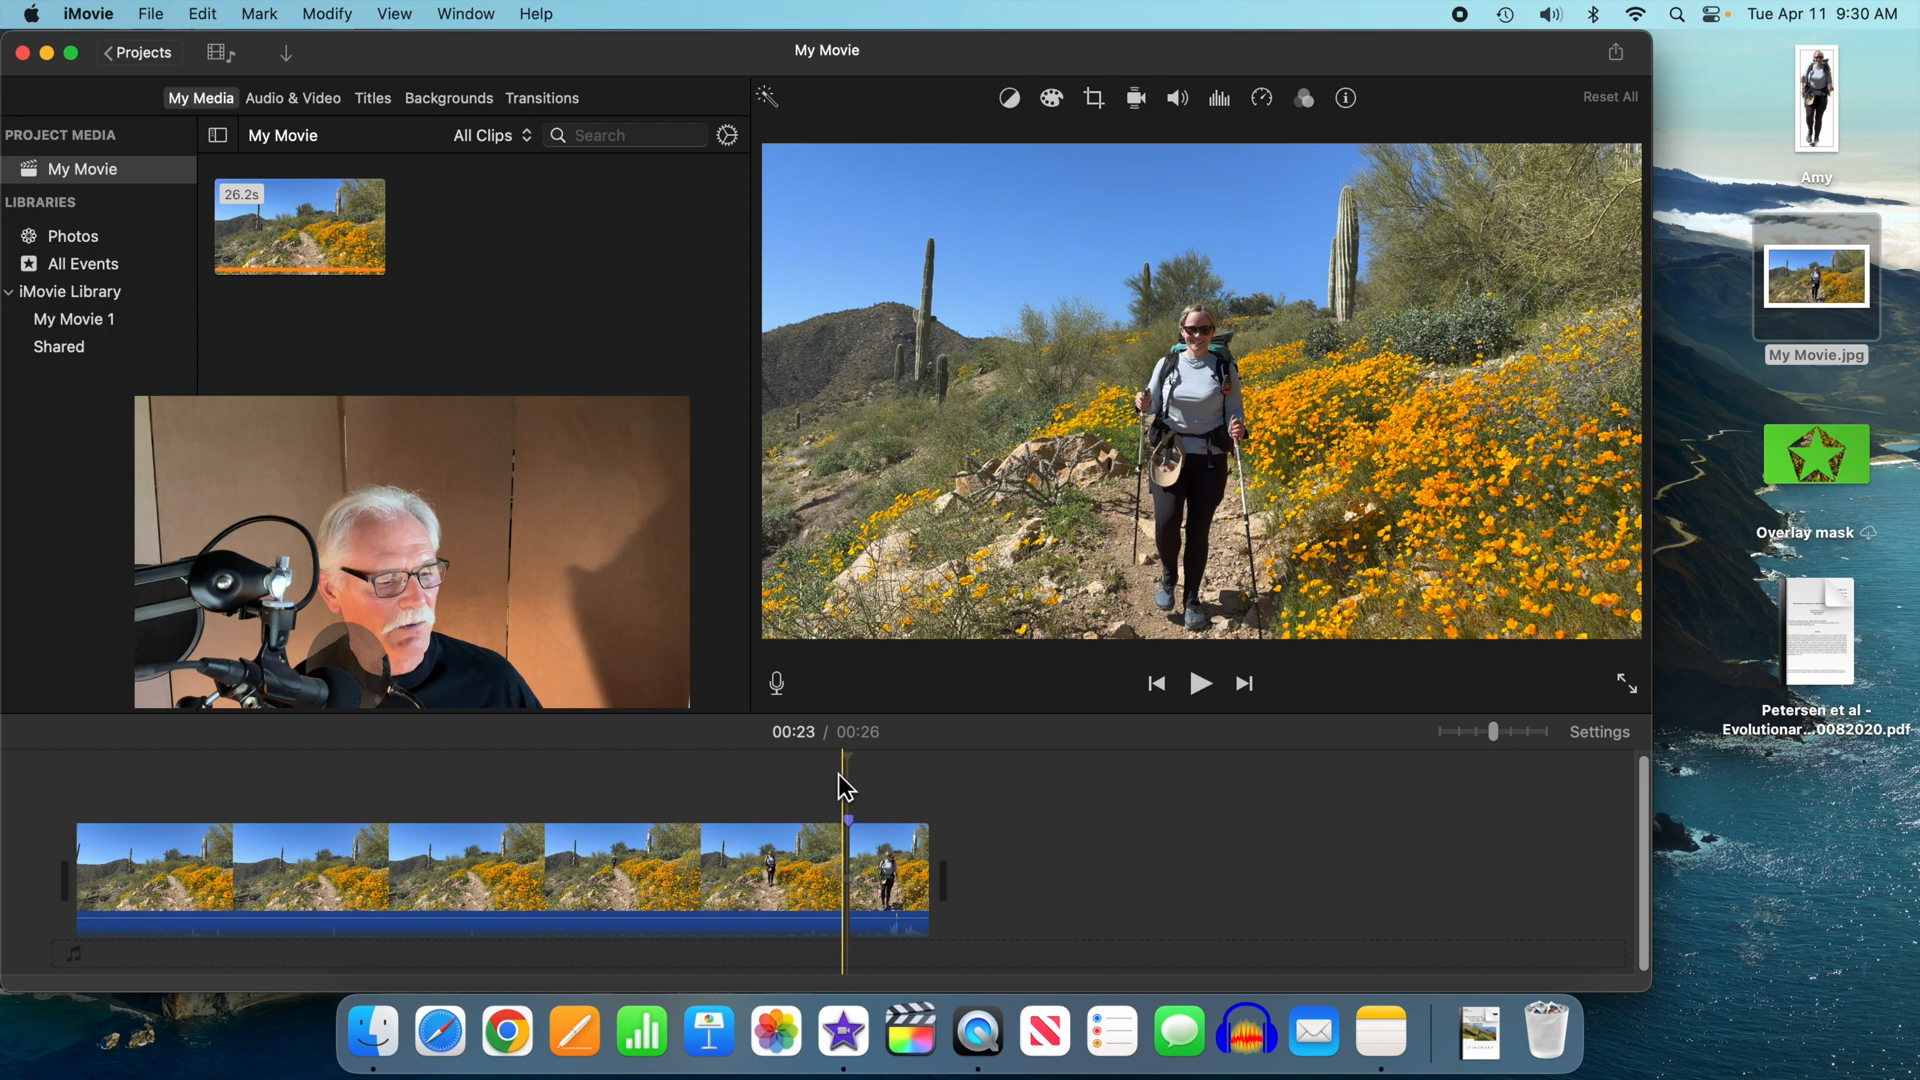 iMovie File Edit Mark Modify View Window Help
Tue Apr 11 9:30 AM
Projects
My Movie
My Media Audio & Video Titles Backgrounds Transitions
Reset All
PROJECT MEDIA
My Movie
All Clips
Search
My Movie
26.2s
LIBRARIES
Photos
All Events
iMovie Library
My Movie 1
Shared
Amy
My Movie.jpg
Overlay mask
Petersen et al -
Evolutionar...0082020.pdf
00:23 / 00:26
Settings